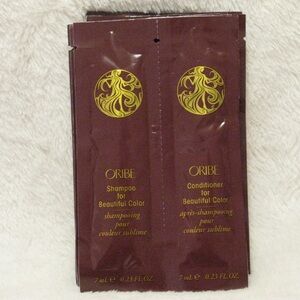 ORIBE
Shampoo
for
Beautiful Color
shampooing
pour
couleur sublime
7 mL ℮ 0.23 FL.OZ.
ORIBE
Conditioner
for
Beautiful Color
après-shampooing
pour
couleur sublime
7 mL ℮ 0.23 FL.OZ.